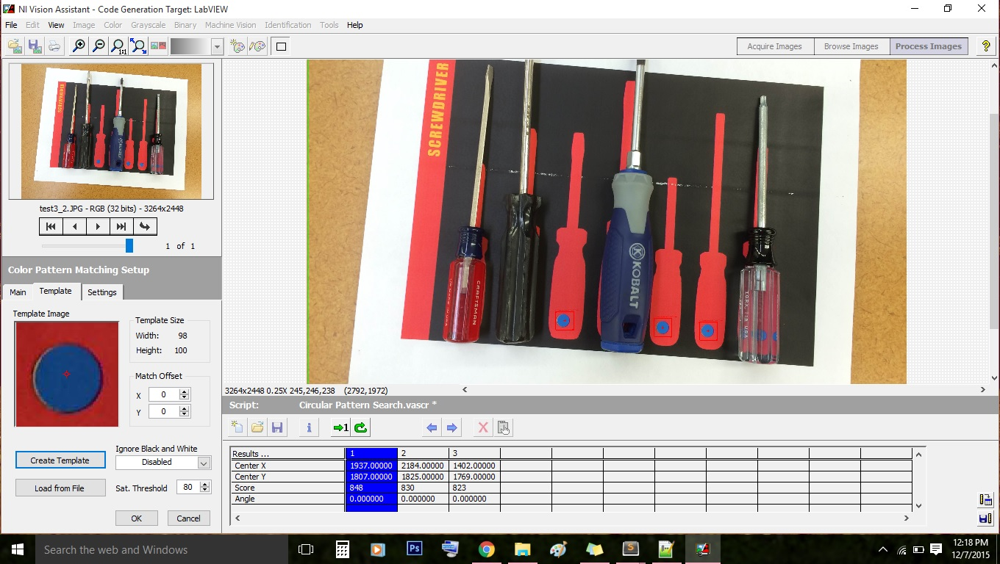 NI Vision Assistant - Code Generation Target: LabVIEW
File Edit View Image Color Grayscale Binary Machine Vision Identification Tools Help
1:1
Acquire Images Browse Images Process Images
?
SCREWDRIVER
test3_2.JPG - RGB (32 bits) - 3264x2448
1 of 1
Color Pattern Matching Setup
Main Template Settings
Template Image
Template Size
Width: 98
Height: 100
Match Offset
X 0
Y 0
Create Template
Ignore Black and White
Disabled
Load from File
Sat. Threshold 80
OK Cancel
SCREWDRIVER
CRAFTSMAN
KOBALT
3264x2448 0.25X 245,246,238 (2792,1972)
Script: Circular Pattern Search.vascr *
1
Results ... 1 2 3
Center X 1937.00000 2184.00000 1402.00000
Center Y 1807.00000 1825.00000 1769.00000
Score 848 830 823
Angle 0.000000 0.000000 0.000000
Search the web and Windows
Ps
S
12:18 PM
12/7/2015